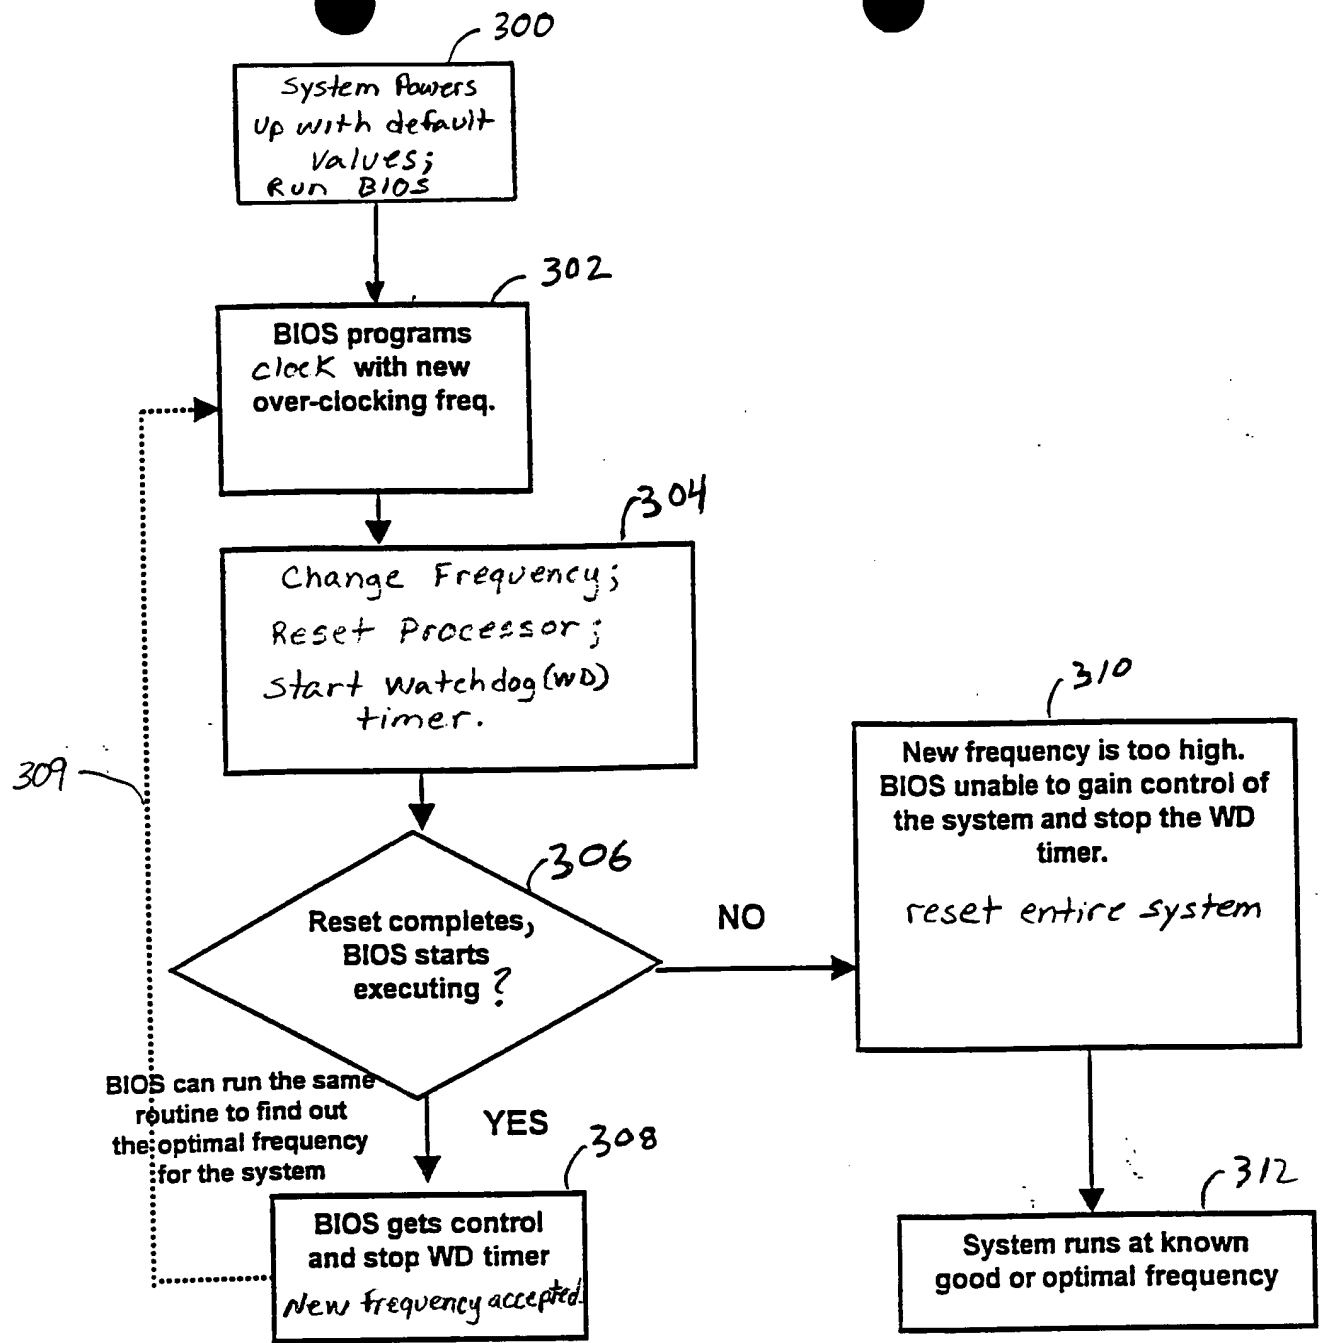 300
System Powers
Up with default
Values;
Run BIOS
302
BIOS programs
clock with new
over-clocking freq.
304
Change Frequency;
Reset Processor;
Start Watchdog (WD)
timer.
309
310
New frequency is too high.
BIOS unable to gain control of
the system and stop the WD
timer.
reset entire system
306
Reset completes,
BIOS starts
executing ?
NO
BIOS can run the same
routine to find out
the optimal frequency
for the system
YES
308
BIOS gets control
and stop WD timer
New frequency accepted.
312
System runs at known
good or optimal frequency